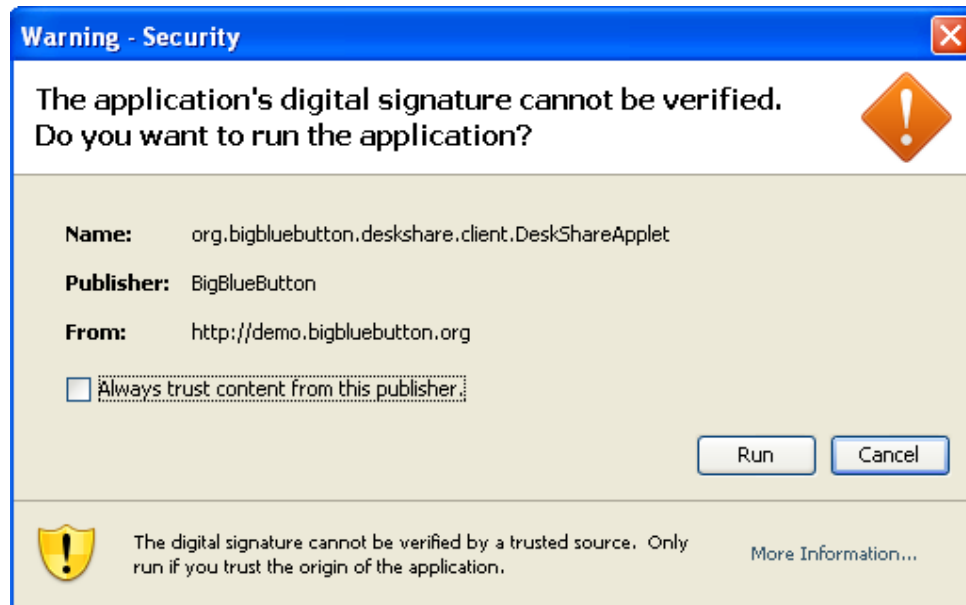 Warning - Security
The application's digital signature cannot be verified.
Do you want to run the application?
Name: org.bigbluebutton.deskshare.client.DeskShareApplet
Publisher: BigBlueButton
From: http://demo.bigbluebutton.org
Always trust content from this publisher.
Run Cancel
The digital signature cannot be verified by a trusted source. Only
run if you trust the origin of the application.
More Information...